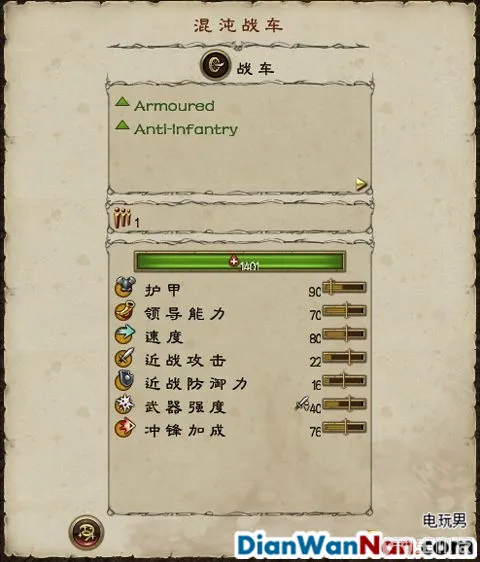 混沌战车
战车
Armoured
Anti-Infantry
1
1401
护甲 90
领导能力 70
速度 80
近战攻击 22
近战防御力 16
武器强度 40
冲锋加成 76
电玩男
DianWanNan.com